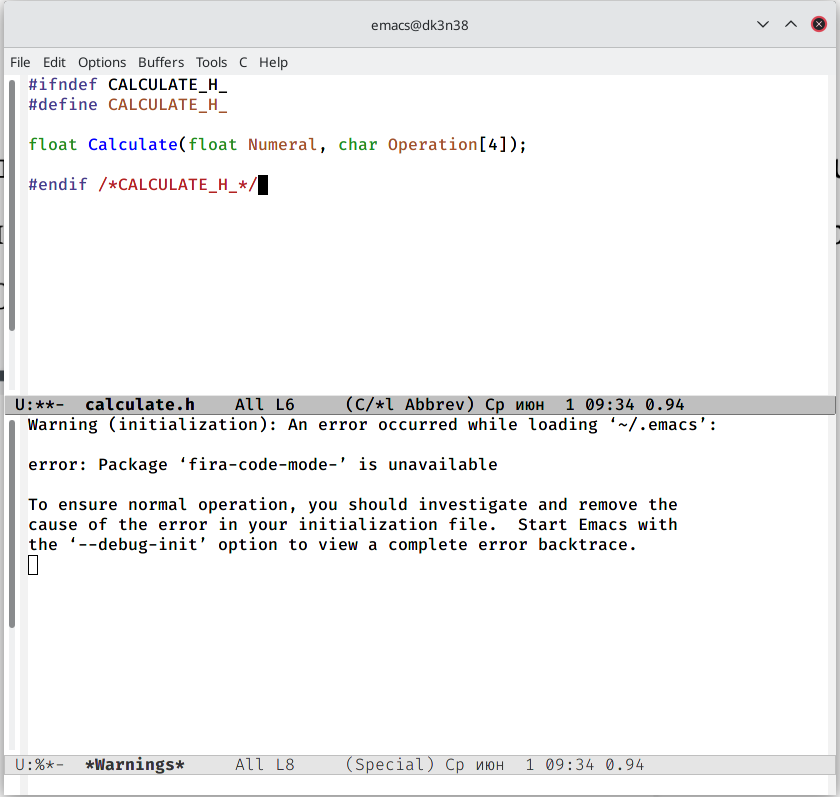 emacs@dk3n38
File Edit Options Buffers Tools C Help
#ifndef CALCULATE_H_
#define CALCULATE_H_
float Calculate(float Numeral, char Operation[4]);
#endif /*CALCULATE_H_*/
U:**-  calculate.h    All L6     (C/*l Abbrev) Ср июн  1 09:34 0.94
Warning (initialization): An error occurred while loading ‘~/.emacs’:
error: Package ‘fira-code-mode-’ is unavailable
To ensure normal operation, you should investigate and remove the
cause of the error in your initialization file.  Start Emacs with
the ‘--debug-init’ option to view a complete error backtrace.
U:%*-  *Warnings*     All L8     (Special) Ср июн  1 09:34 0.94